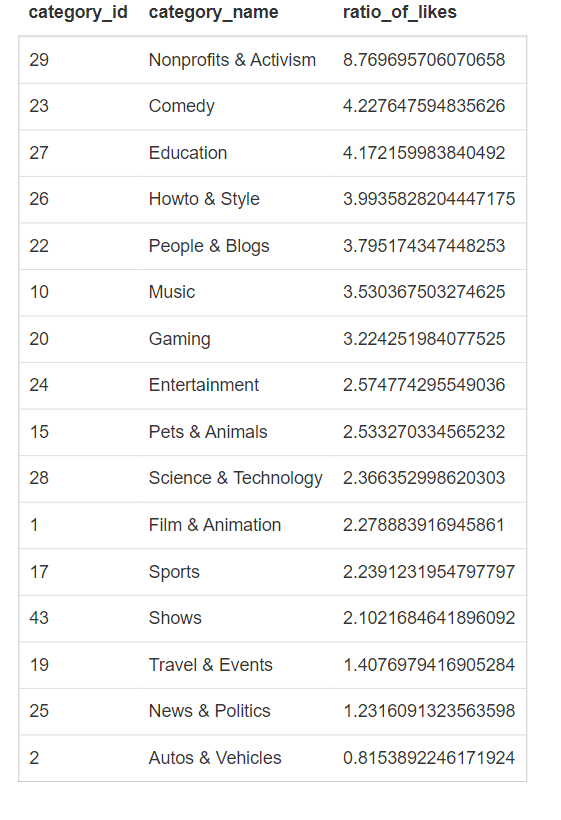 category_id category_name ratio_of_likes
29 Nonprofits & Activism 8.769695706070658
23 Comedy 4.227647594835626
27 Education 4.172159983840492
26 Howto & Style 3.9935828204447175
22 People & Blogs 3.795174347448253
10 Music 3.530367503274625
20 Gaming 3.224251984077525
24 Entertainment 2.574774295549036
15 Pets & Animals 2.533270334565232
28 Science & Technology 2.366352998620303
1 Film & Animation 2.278883916945861
17 Sports 2.2391231954797797
43 Shows 2.1021684641896092
19 Travel & Events 1.4076979416905284
25 News & Politics 1.2316091323563598
2 Autos & Vehicles 0.8153892246171924